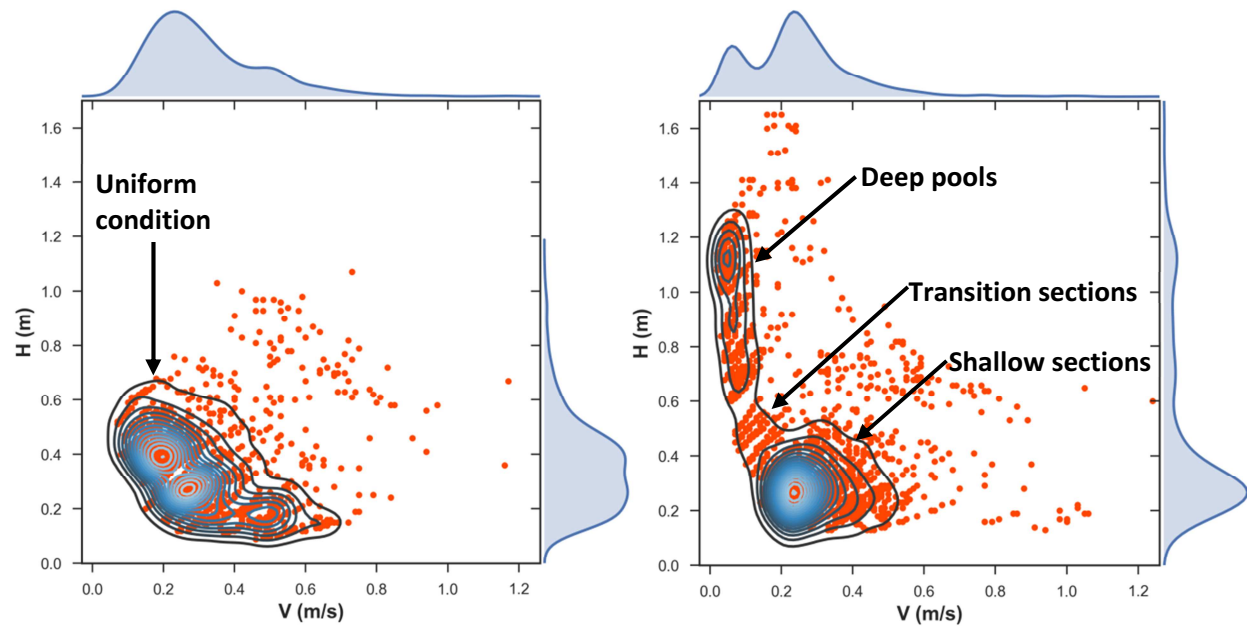 Uniform
condition
H (m)
1.6
1.4
1.2
1.0
0.8
0.6
0.4
0.2
0.0
0.0 0.2 0.4 0.6 0.8 1.0 1.2
V (m/s)
Deep pools
Transition sections
Shallow sections
H (m)
1.6
1.4
1.2
1.0
0.8
0.6
0.4
0.2
0.0
0.0 0.2 0.4 0.6 0.8 1.0 1.2
V (m/s)